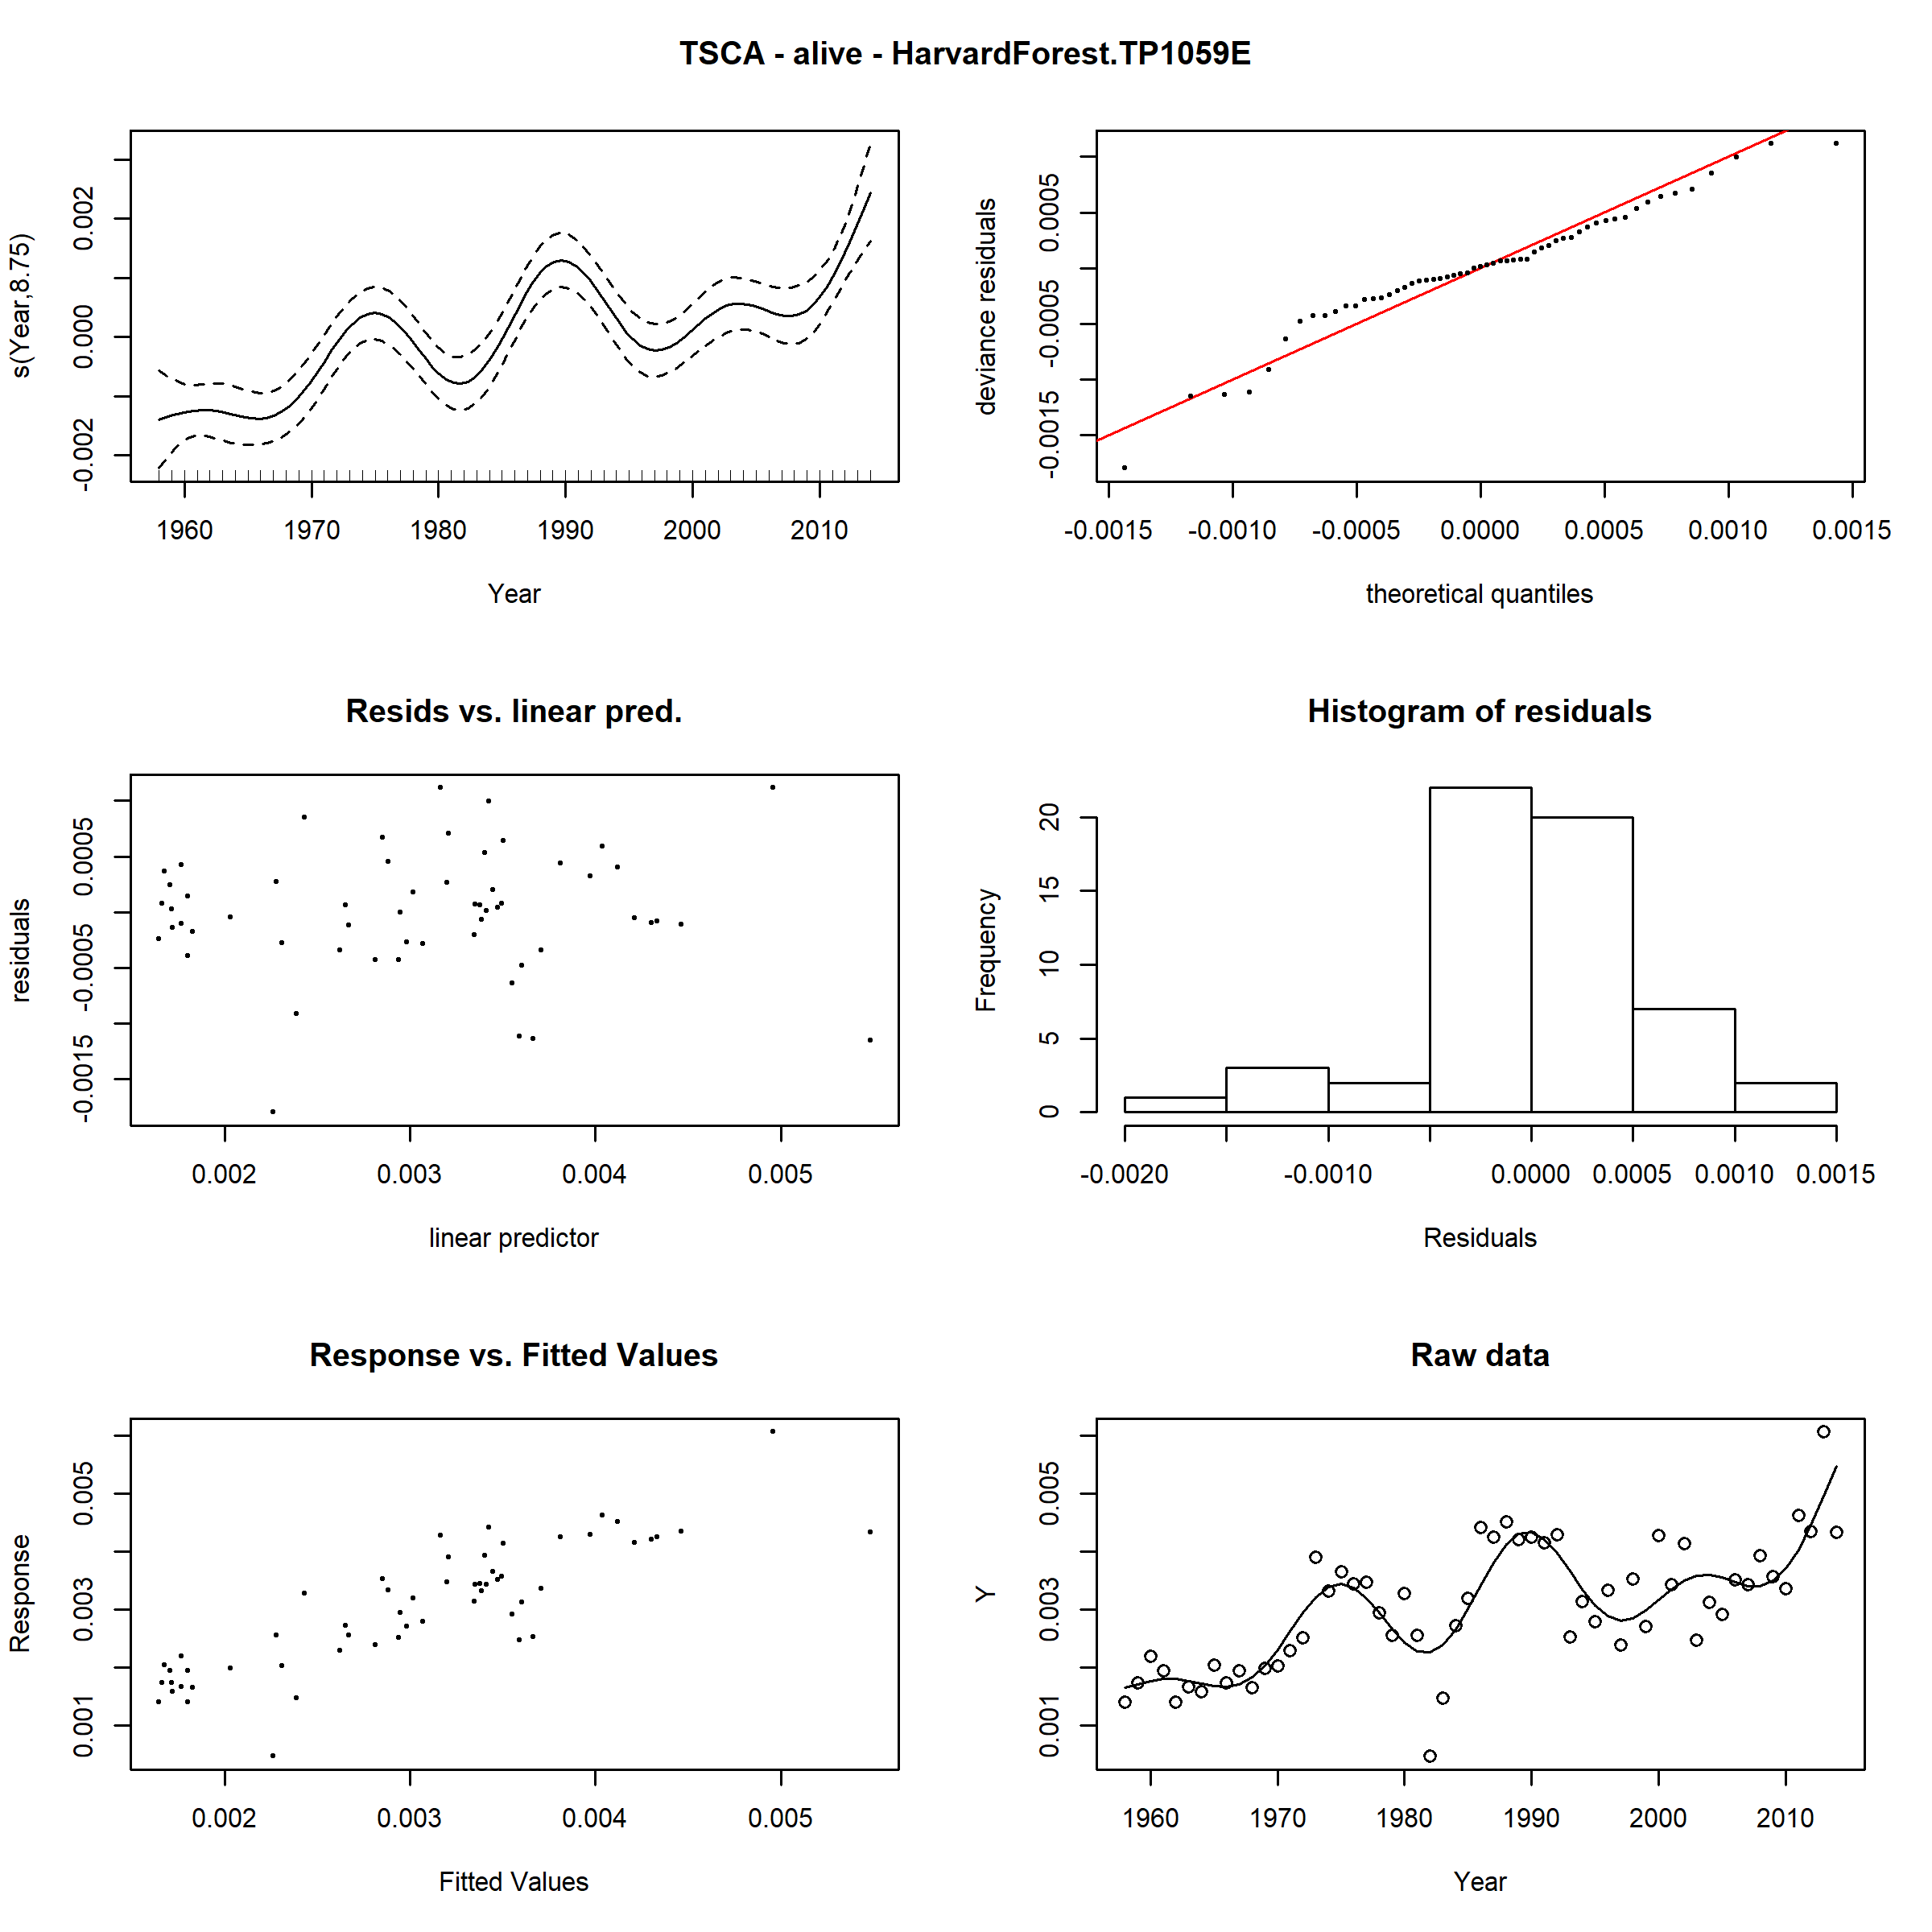 TSCA - alive - HarvardForest.TP1059E
s(Year,8.75)
-0.002 0.000 0.002
1960 1970 1980 1990 2000 2010
Year
deviance residuals
-0.0015 -0.0005 0.0005
-0.0015 -0.0010 -0.0005 0.0000 0.0005 0.0010 0.0015
theoretical quantiles
Resids vs. linear pred.
residuals
-0.0015 -0.0005 0.0005
0.002 0.003 0.004 0.005
linear predictor
Histogram of residuals
Frequency
0 5 10 15 20
-0.0020 -0.0010 0.0000 0.0005 0.0010 0.0015
Residuals
Response vs. Fitted Values
Response
0.001 0.003 0.005
0.002 0.003 0.004 0.005
Fitted Values
Raw data
Y
0.001 0.003 0.005
1960 1970 1980 1990 2000 2010
Year